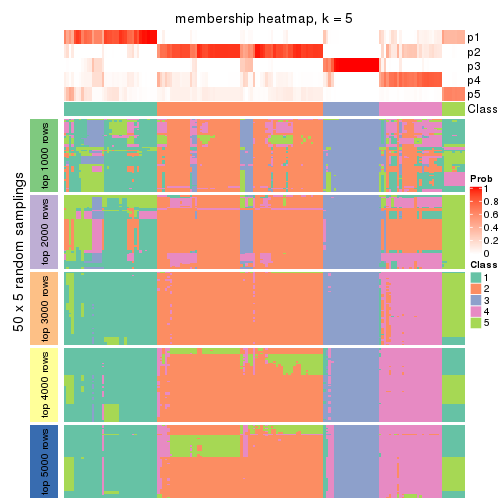 membership heatmap, k = 5
p1
p2
p3
p4
p5
Class
50 x 5 random samplings
top 1000 rows
top 2000 rows
top 3000 rows
top 4000 rows
top 5000 rows
Prob
1
0.8
0.6
0.4
0.2
0
Class
1
2
3
4
5